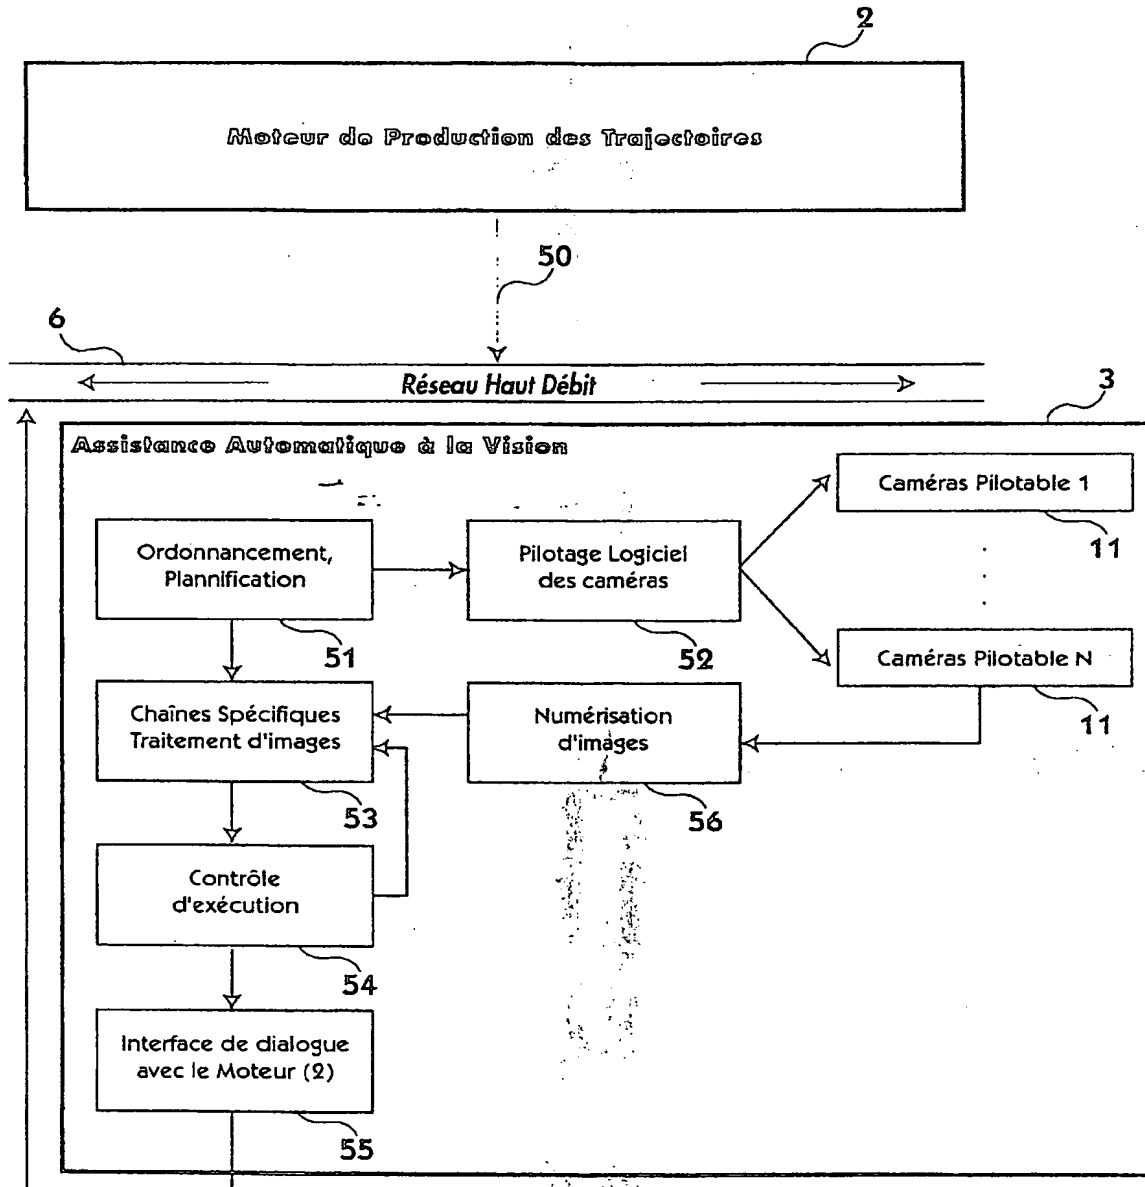 2
Moteur de Production des Trajectoires
50
6
Réseau Haut Débit
3
Assistance Automatique à la Vision
Caméras Pilotable 1
11
Ordonnancement,
Plannification
51
Pilotage Logiciel
des caméras
52
Caméras Pilotable N
11
Chaînes Spécifiques
Traitement d'images
53
Numérisation
d'images
56
Contrôle
d'exécution
54
Interface de dialogue
avec le Moteur (2)
55